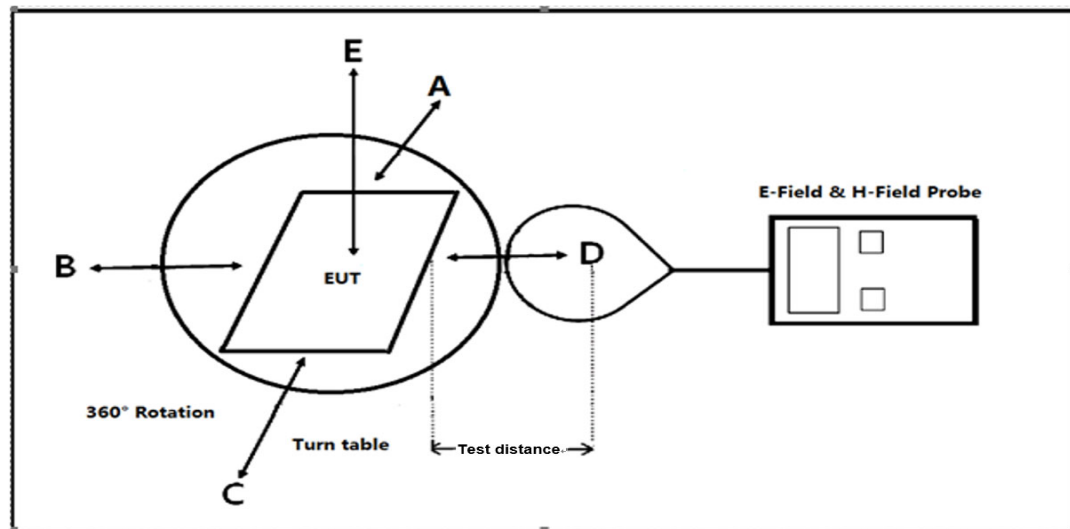 E
A
E-Field & H-Field Probe
B
D
EUT
360° Rotation
Turn table
Test distance
C